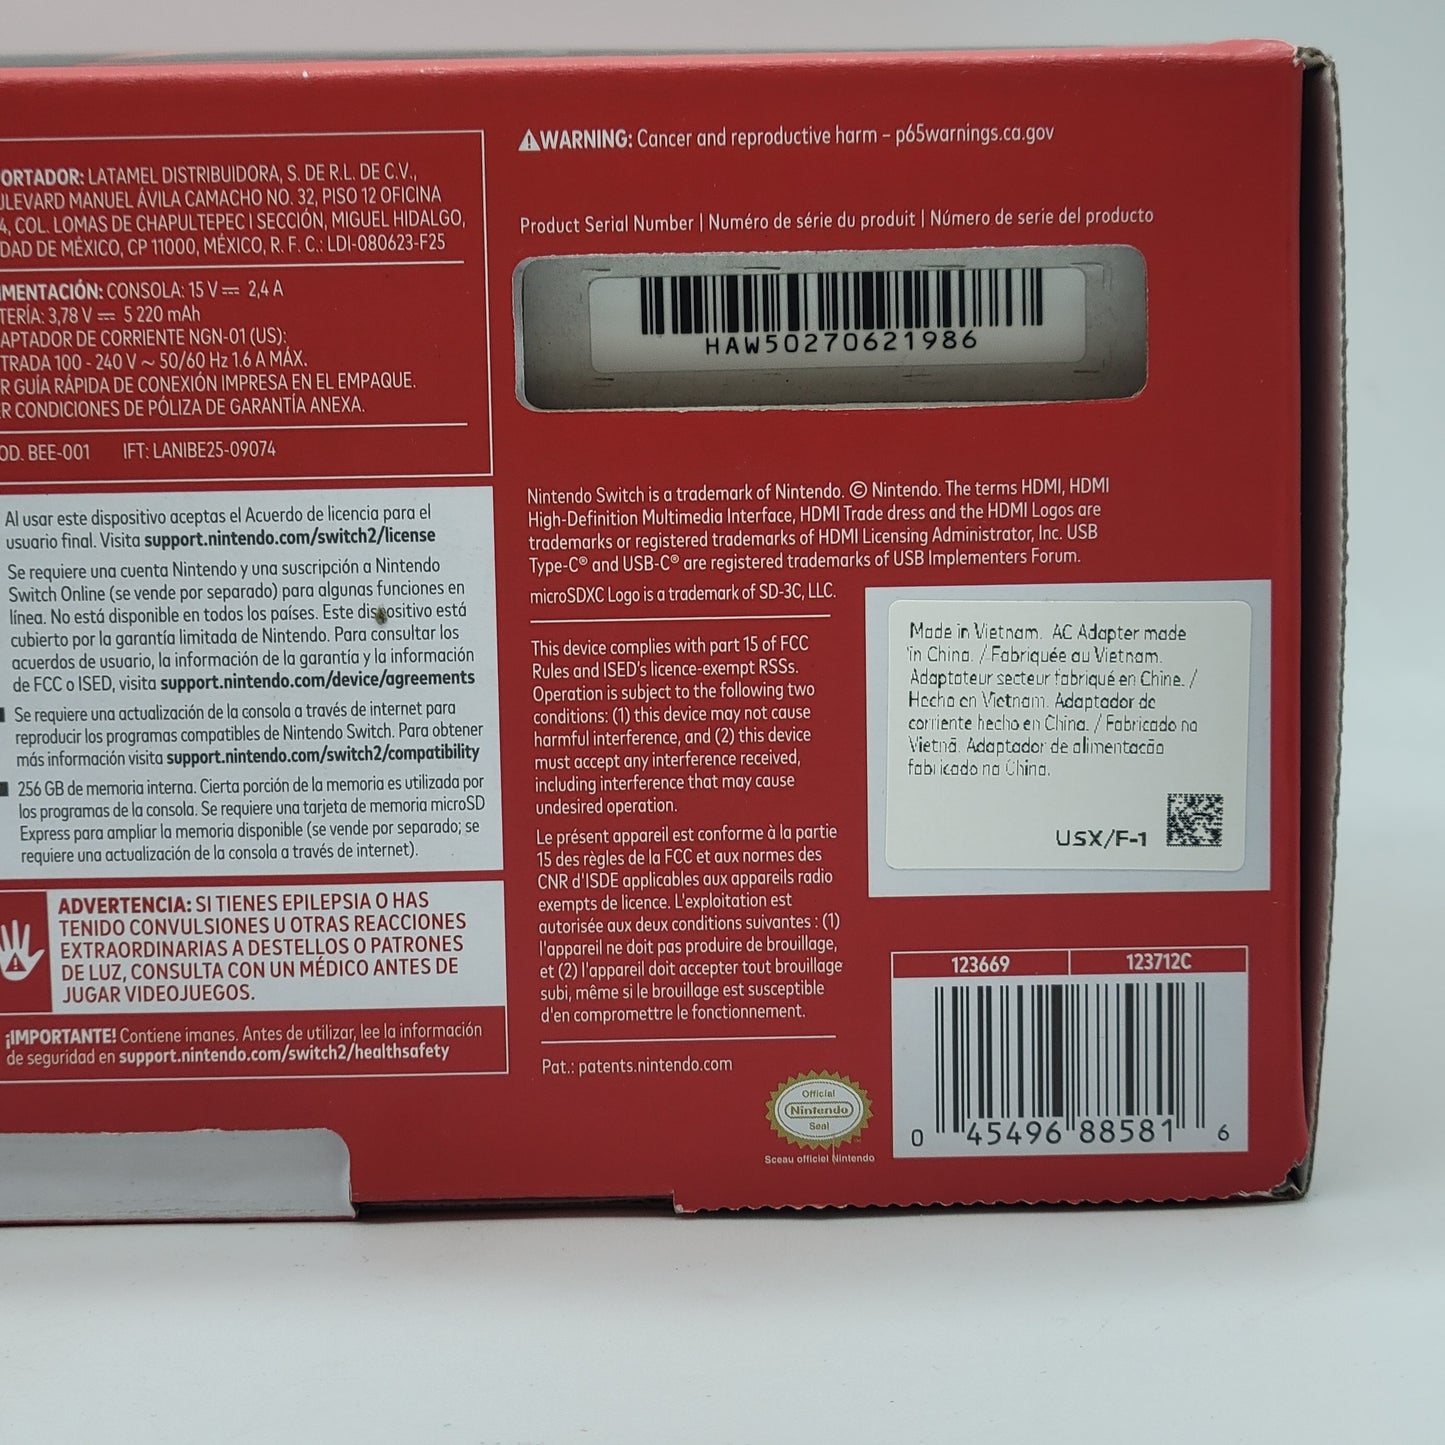 ORTADOR: LATAMEL DISTRIBUIDORA, S. DE R.L. DE C.V.,
ULEVARD MANUEL ÁVILA CAMACHO NO. 32, PISO 12 OFICINA
4, COL. LOMAS DE CHAPULTEPEC I SECCIÓN, MIGUEL HIDALGO,
DAD DE MÉXICO, CP 11000, MÉXICO, R. F. C.: LDI-080623-F25
IMENTACIÓN: CONSOLA: 15 V⎓ 2,4 A
TERÍA: 3,78 V ⎓ 5 220 mAh
APTADOR DE CORRIENTE NGN-01 (US):
TRADA 100 - 240 V ~ 50/60 Hz 1.6 A MÁX.
R GUÍA RÁPIDA DE CONEXIÓN IMPRESA EN EL EMPAQUE.
R CONDICIONES DE PÓLIZA DE GARANTÍA ANEXA.
OD. BEE-001 IFT: LANIBE25-09074
Al usar este dispositivo aceptas el Acuerdo de licencia para el
usuario final. Visita support.nintendo.com/switch2/license
Se requiere una cuenta Nintendo y una suscripción a Nintendo
Switch Online (se vende por separado) para algunas funciones en
línea. No está disponible en todos los países. Este dispositivo está
cubierto por la garantía limitada de Nintendo. Para consultar los
acuerdos de usuario, la información de la garantía y la información
de FCC o ISED, visita support.nintendo.com/device/agreements
Se requiere una actualización de la consola a través de internet para
reproducir los programas compatibles de Nintendo Switch. Para obtener
más información visita support.nintendo.com/switch2/compatibility
256 GB de memoria interna. Cierta porción de la memoria es utilizada por
los programas de la consola. Se requiere una tarjeta de memoria microSD
Express para ampliar la memoria disponible (se vende por separado; se
requiere una actualización de la consola a través de internet).
ADVERTENCIA: SI TIENES EPILEPSIA O HAS
TENIDO CONVULSIONES U OTRAS REACCIONES
EXTRAORDINARIAS A DESTELLOS O PATRONES
DE LUZ, CONSULTA CON UN MÉDICO ANTES DE
JUGAR VIDEOJUEGOS.
¡IMPORTANTE! Contiene imanes. Antes de utilizar, lee la información
de seguridad en support.nintendo.com/switch2/healthsafety
⚠WARNING: Cancer and reproductive harm – p65warnings.ca.gov
Product Serial Number | Numéro de série du produit | Número de serie del producto
HAW50270621986
Nintendo Switch is a trademark of Nintendo. © Nintendo. The terms HDMI, HDMI
High-Definition Multimedia Interface, HDMI Trade dress and the HDMI Logos are
trademarks or registered trademarks of HDMI Licensing Administrator, Inc. USB
Type-C® and USB-C® are registered trademarks of USB Implementers Forum.
microSDXC Logo is a trademark of SD-3C, LLC.
This device complies with part 15 of FCC
Rules and ISED's licence-exempt RSSs.
Operation is subject to the following two
conditions: (1) this device may not cause
harmful interference, and (2) this device
must accept any interference received,
including interference that may cause
undesired operation.
Le présent appareil est conforme à la partie
15 des règles de la FCC et aux normes des
CNR d'ISDE applicables aux appareils radio
exempts de licence. L'exploitation est
autorisée aux deux conditions suivantes : (1)
l'appareil ne doit pas produire de brouillage,
et (2) l'appareil doit accepter tout brouillage
subi, même si le brouillage est susceptible
d'en compromettre le fonctionnement.
Pat.: patents.nintendo.com
Official
Nintendo
Seal
Sceau officiel Nintendo
Made in Vietnam. AC Adapter made
in China. / Fabriquée au Vietnam.
Adaptateur secteur fabriqué en Chine. /
Hecho en Vietnam. Adaptador de
corriente hecho en China. / Fabricado no
Vietnã. Adaptador de alimentação
fabricado na China.
USX/F-1
123669 123712C
0 45496 88581 6